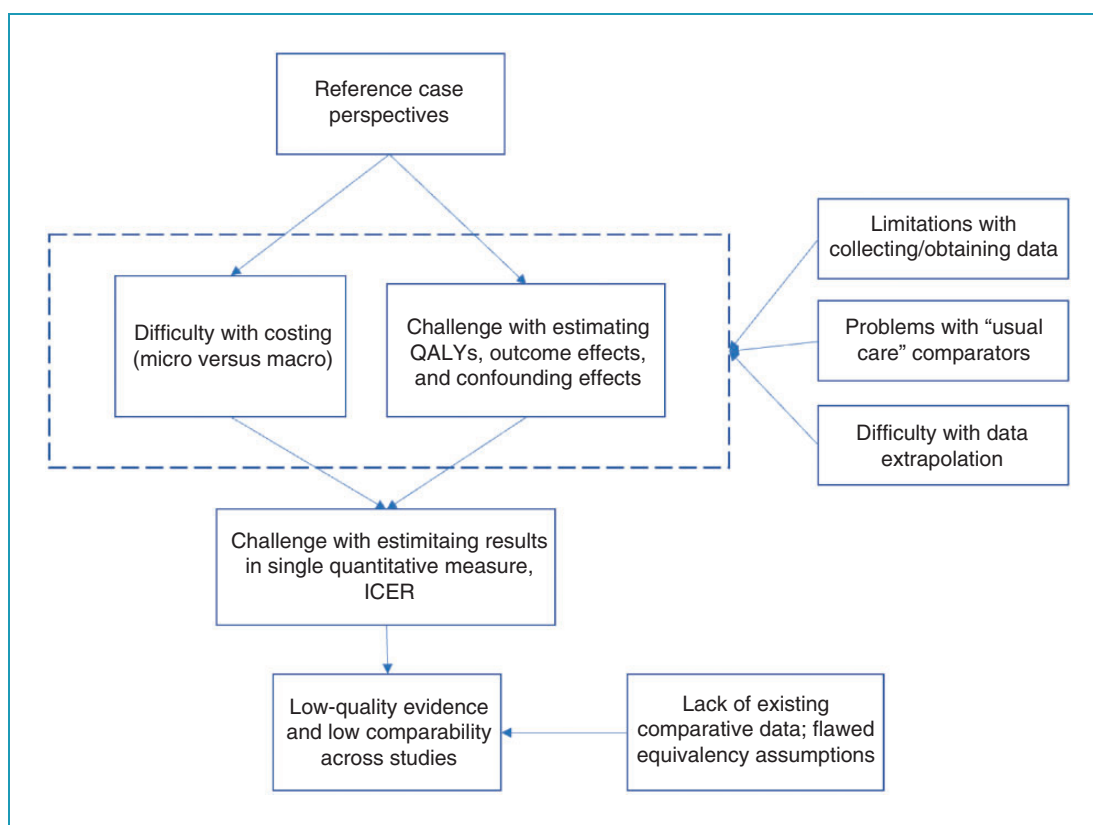 Reference case
perspectives
Difficulty with costing
(micro versus macro)
Challenge with estimating
QALYs, outcome effects,
and confounding effects
Limitations with
collecting/obtaining data
Problems with “usual
care” comparators
Difficulty with data
extrapolation
Challenge with estimitaing results
in single quantitative measure,
ICER
Low-quality evidence
and low comparability
across studies
Lack of existing
comparative data; flawed
equivalency assumptions